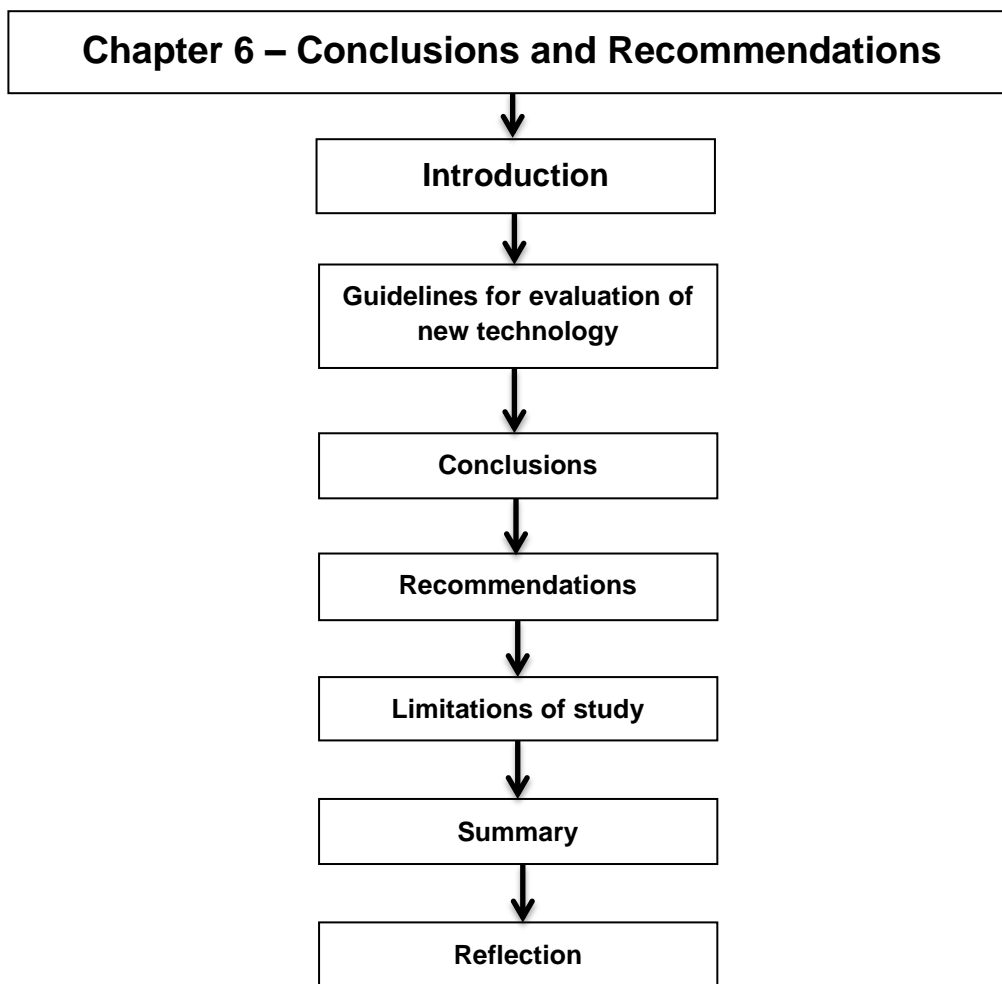 Chapter 6 – Conclusions and Recommendations
Introduction
Guidelines for evaluation of
new technology
Conclusions
Recommendations
Limitations of study
Summary
Reflection